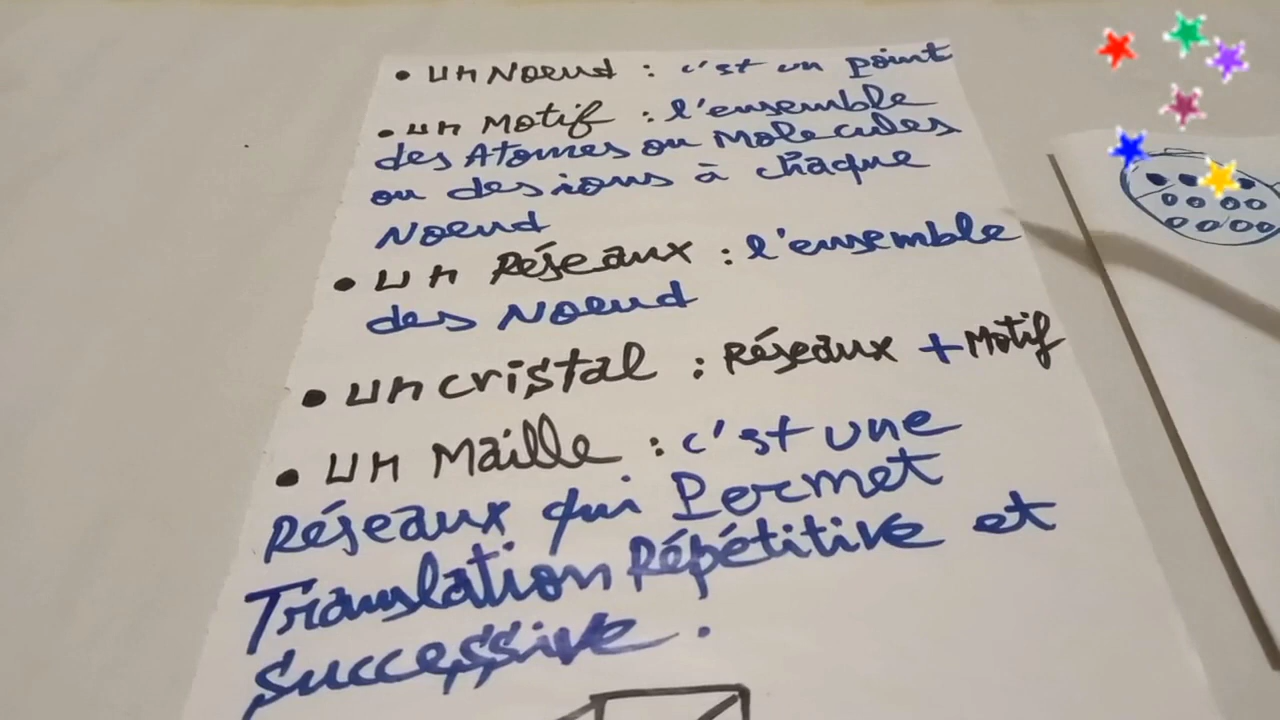 • un Noeud : c'st un point
• un Motif : l'ensemble
des Atomes ou Molecules
ou des ions à chaque
Noeud
• un Réseaux : l'ensemble
des Noeud
• un cristal : Réseaux + Motif
• un Maille : c'st une
Réseaux qui Permet
Translation Répétitive et
successive.